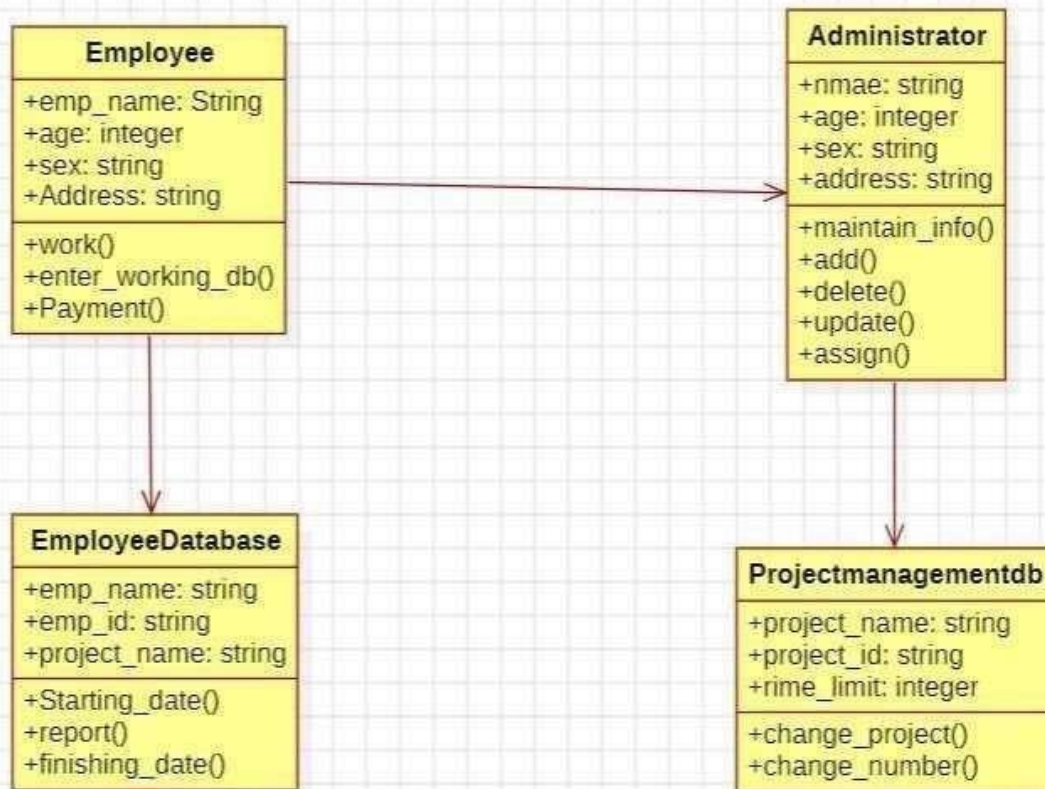 Employee
+emp_name: String
+age: integer
+sex: string
+Address: string
+work()
+enter_working_db()
+Payment()
Administrator
+nmae: string
+age: integer
+sex: string
+address: string
+maintain_info()
+add()
+delete()
+update()
+assign()
EmployeeDatabase
+emp_name: string
+emp_id: string
+project_name: string
+Starting_date()
+report()
+finishing_date()
Projectmanagementdb
+project_name: string
+project_id: string
+rime_limit: integer
+change_project()
+change_number()